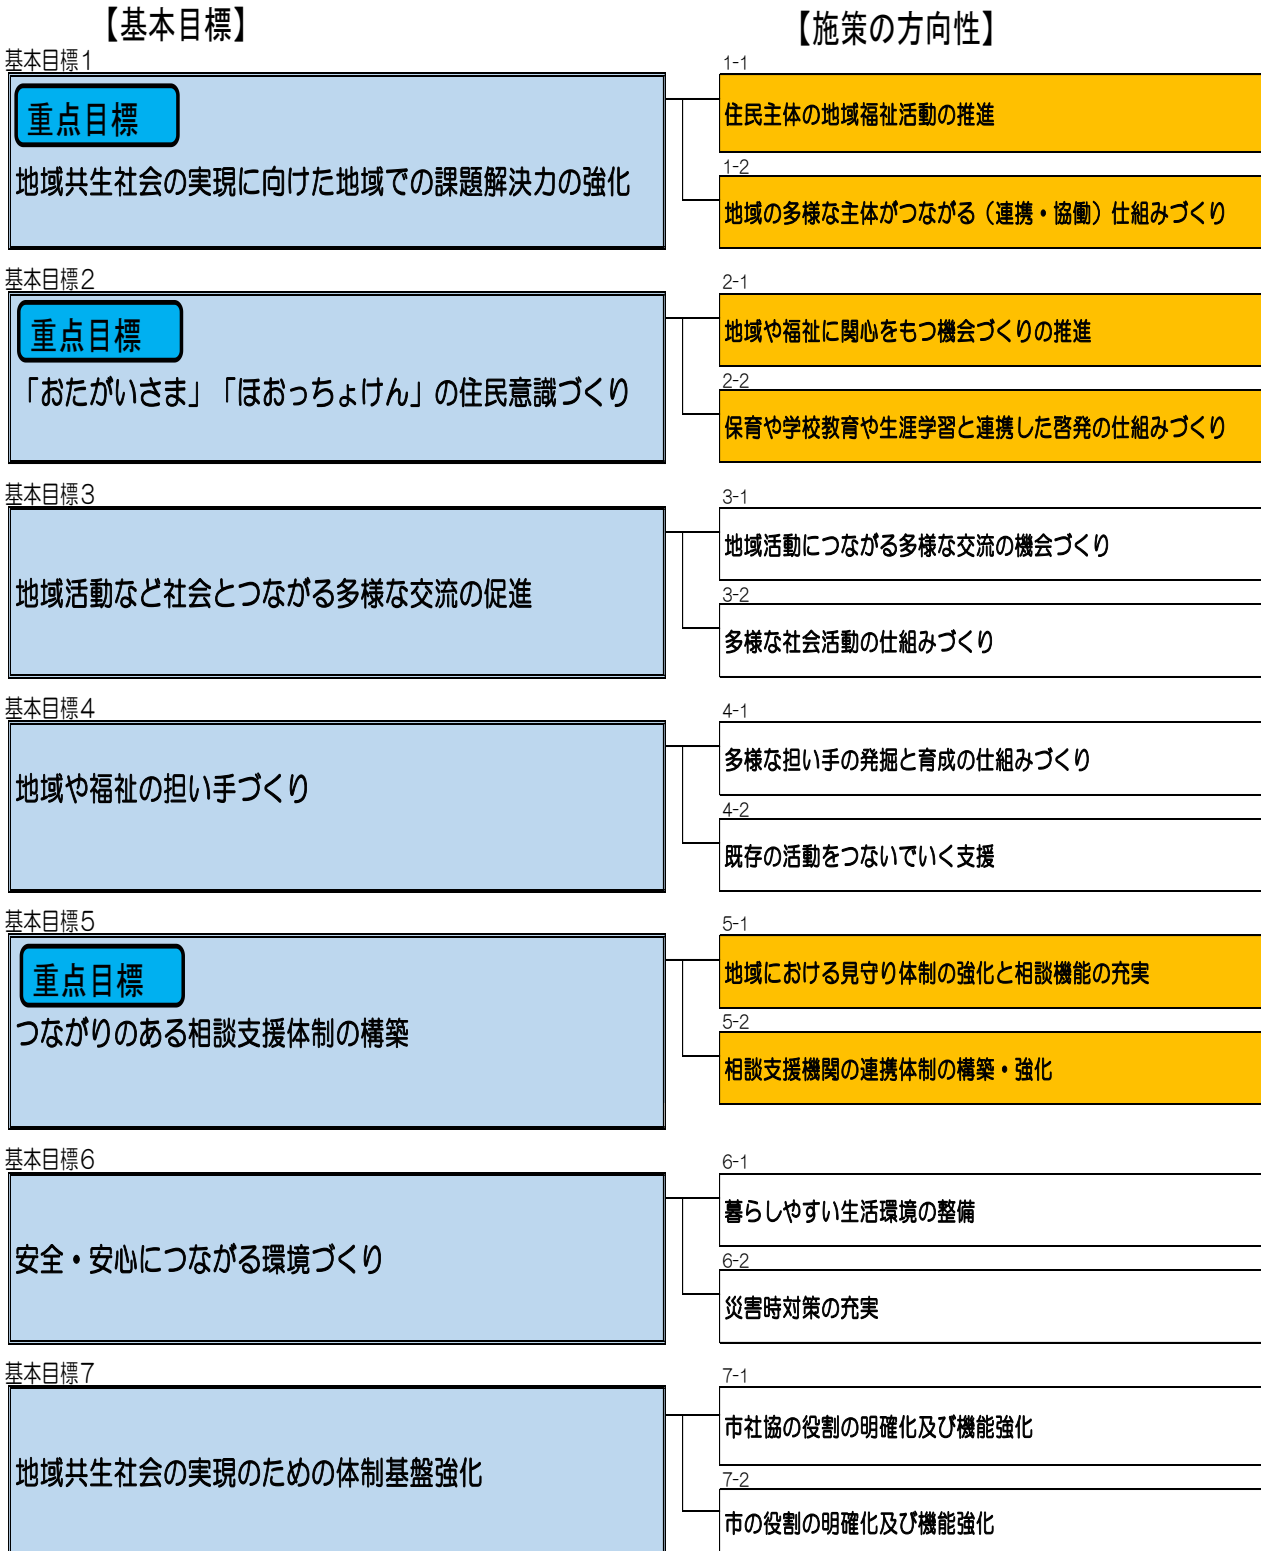 【基本目標】
【施策の方向性】
基本目標1
重点目標
地域共生社会の実現に向けた地域での課題解決力の強化
1-1
住民主体の地域福祉活動の推進
1-2
地域の多様な主体がつながる（連携・協働）仕組みづくり
基本目標2
重点目標
「おたがいさま」「ほおっちょけん」の住民意識づくり
2-1
地域や福祉に関心をもつ機会づくりの推進
2-2
保育や学校教育や生涯学習と連携した啓発の仕組みづくり
基本目標3
地域活動など社会とつながる多様な交流の促進
3-1
地域活動につながる多様な交流の機会づくり
3-2
多様な社会活動の仕組みづくり
基本目標4
地域や福祉の担い手づくり
4-1
多様な担い手の発掘と育成の仕組みづくり
4-2
既存の活動をつないでいく支援
基本目標5
重点目標
つながりのある相談支援体制の構築
5-1
地域における見守り体制の強化と相談機能の充実
5-2
相談支援機関の連携体制の構築・強化
基本目標6
安全・安心につながる環境づくり
6-1
暮らしやすい生活環境の整備
6-2
災害時対策の充実
基本目標7
地域共生社会の実現のための体制基盤強化
7-1
市社協の役割の明確化及び機能強化
7-2
市の役割の明確化及び機能強化